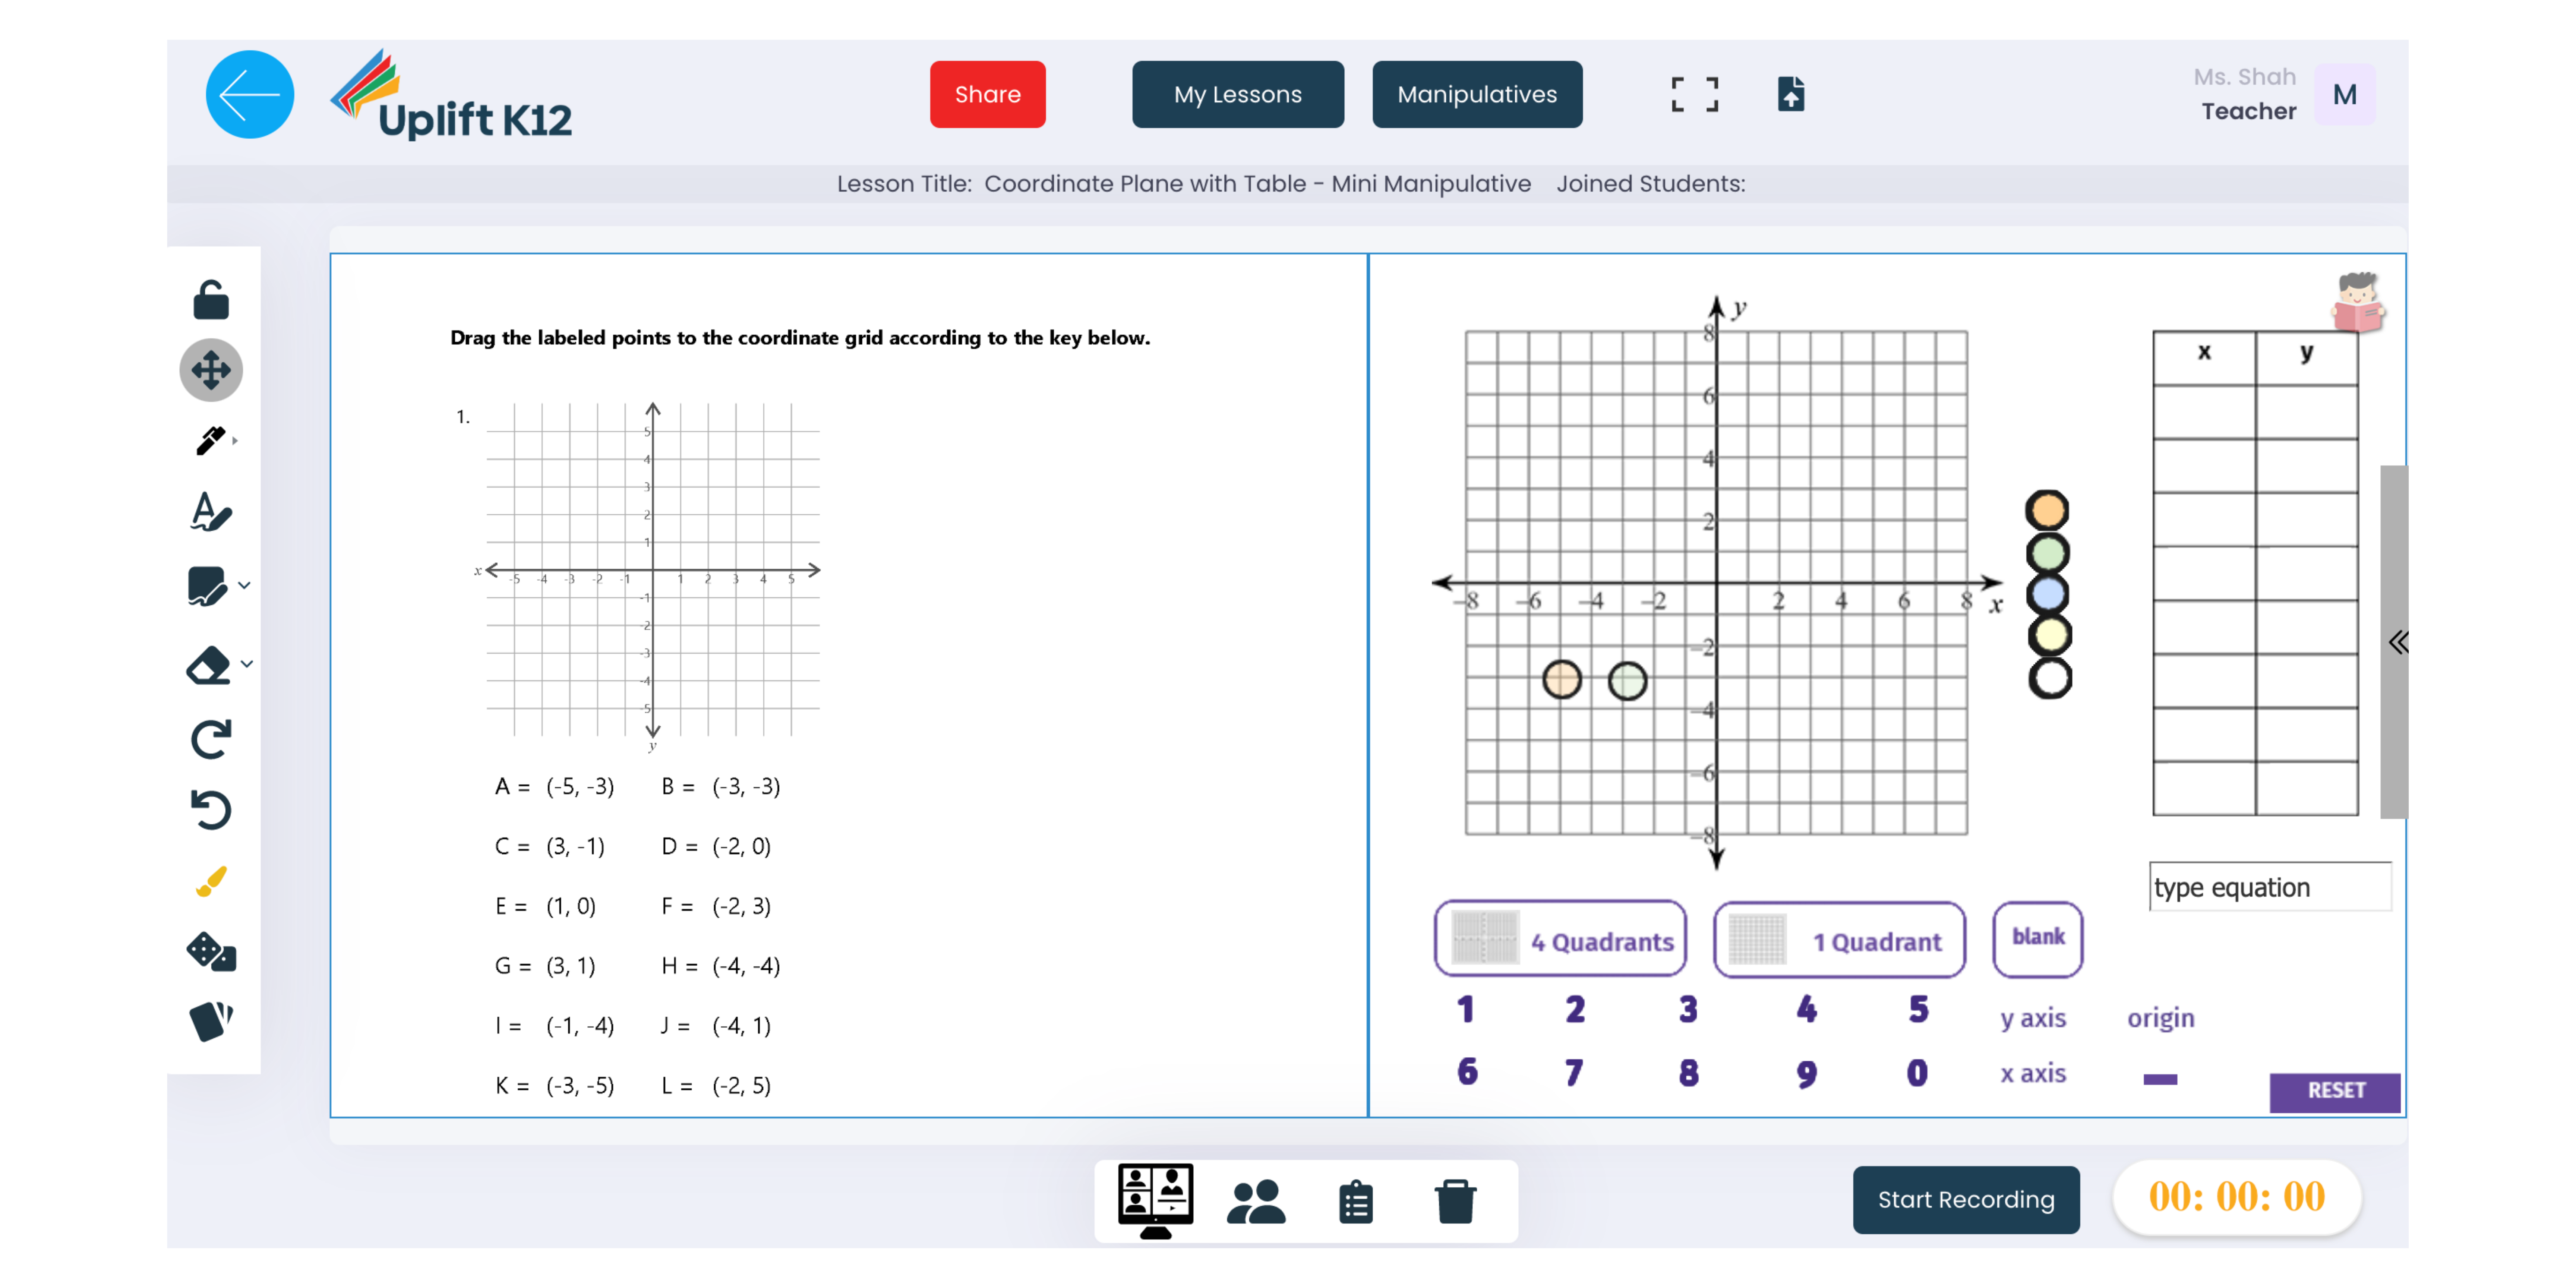 Uplift K12
Share
My Lessons
Manipulatives
Ms. Shah
Teacher
M
Lesson Title: Coordinate Plane with Table - Mini Manipulative Joined Students:
Drag the labeled points to the coordinate grid according to the key below.
1.
5
4
3
2
1
x
-5 -4 -3 -2 -1 1 2 3 4 5
-1
-2
-3
-4
-5
y
A = (-5, -3) B = (-3, -3)
C = (3, -1) D = (-2, 0)
E = (1, 0) F = (-2, 3)
G = (3, 1) H = (-4, -4)
I = (-1, -4) J = (-4, 1)
K = (-3, -5) L = (-2, 5)
y
8
6
4
2
-8 -6 -4 -2 2 4 6 8 x
-2
-4
-6
-8
x y
type equation
4 Quadrants
1 Quadrant
blank
1 2 3 4 5 y axis origin
6 7 8 9 0 x axis
RESET
Start Recording
00: 00: 00